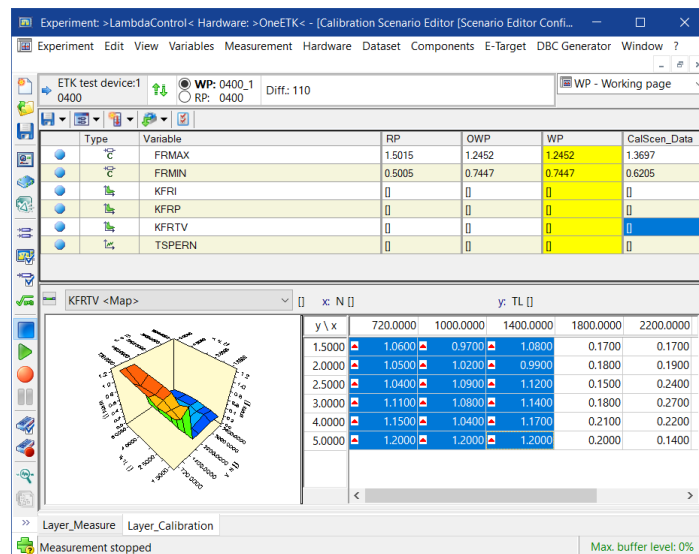 Experiment: >LambdaControl< Hardware: >OneETK< - [Calibration Scenario Editor [Scenario Editor Confi...
Experiment Edit View Variables Measurement Hardware Dataset Components E-Target DBC Generator Window ?
ETK test device:1
0400
WP: 0400_1
RP: 0400
Diff.: 110
WP - Working page
Type Variable RP OWP WP CalScen_Data
FRMAX 1.5015 1.2452 1.2452 1.3697
FRMIN 0.5005 0.7447 0.7447 0.6205
KFRI [] [] [] []
KFRP [] [] [] []
KFRTV [] [] [] []
TSPERN [] [] [] []
KFRTV <Map> [] x: N [] y: TL []
y \ x 720.0000 1000.0000 1400.0000 1800.0000 2200.0000
1.5000 1.0600 0.9700 1.0800 0.1700 0.1700
2.0000 1.0500 1.0200 0.9900 0.1800 0.1900
2.5000 1.0400 1.0900 1.1200 0.1500 0.2400
3.0000 1.1100 1.0800 1.1400 0.1800 0.2700
4.0000 1.1500 1.0400 1.1700 0.2100 0.2200
5.0000 1.2000 1.2000 1.2000 0.2000 0.1400
Layer_Measure Layer_Calibration
Measurement stopped Max. buffer level: 0%